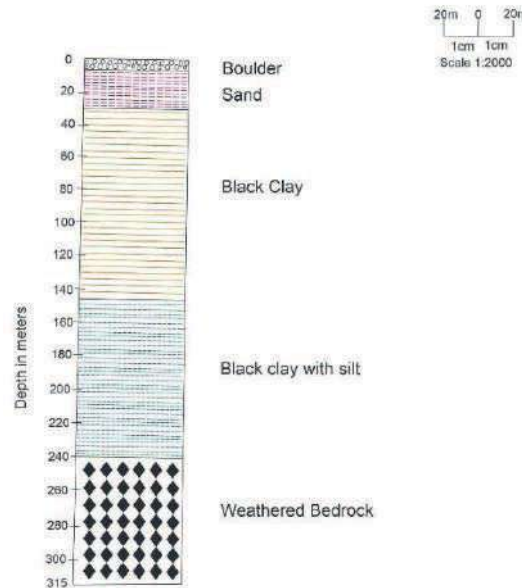 20m 0 20m
1cm 1cm
Scale 1:2000
0
Boulder
20
Sand
40
60
80
Black Clay
100
120
140
160
180
Black clay with silt
200
220
240
260
Weathered Bedrock
280
300
315
Depth in meters